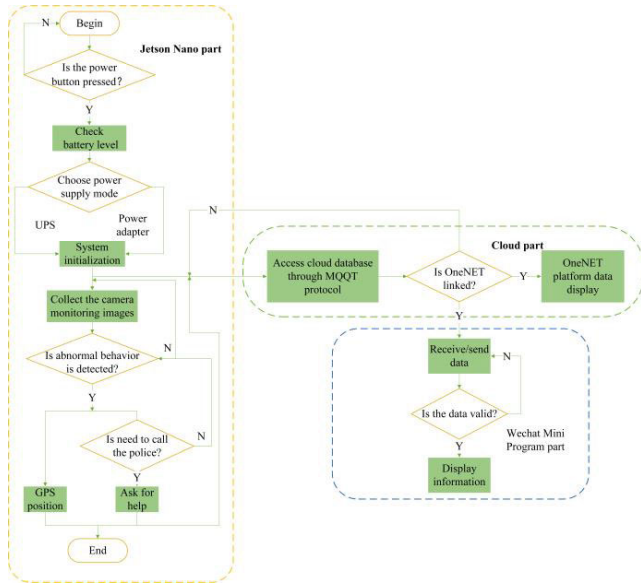 N
Begin
Jetson Nano part
Is the power
button pressed?
Y
Check
battery level
Choose power
supply mode
UPS
Power
adapter
System
initialization
N
Cloud part
Access cloud database
through MQQT
protocol
Is OneNET
linked?
Y
OneNET
platform data
display
Y
Collect the camera
monitoring images
Is abnormal behavior
is detected?
N
Y
Is need to call
the police?
N
Y
GPS
position
Ask for
help
End
Receive/send
data
N
Is the data valid?
Wechat Mini
Program part
Y
Display
information